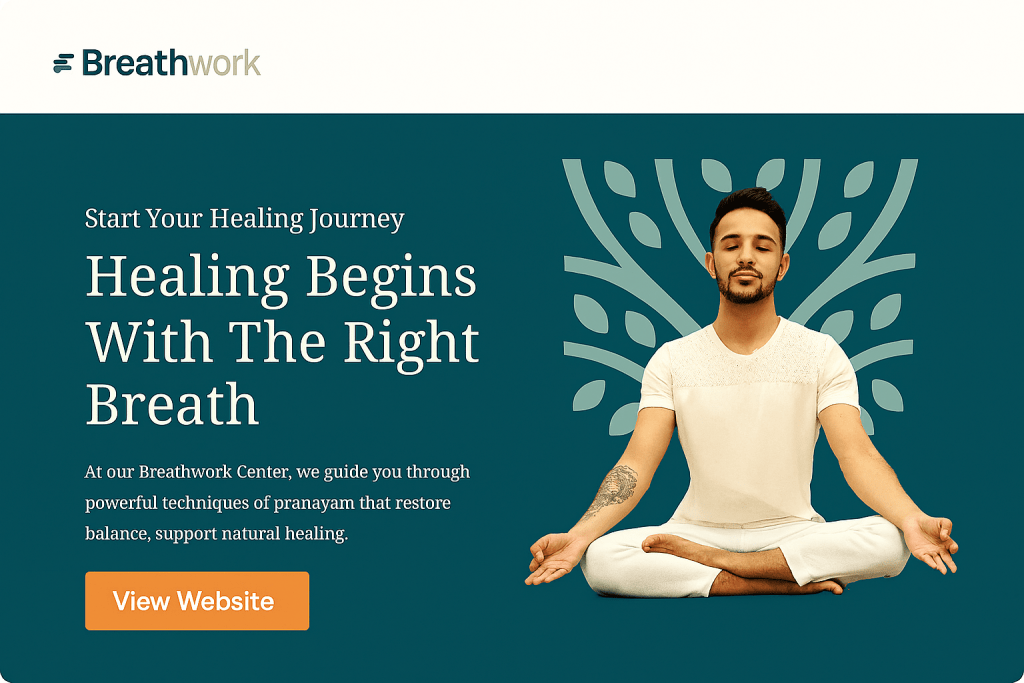 Breathwork
Start Your Healing Journey
Healing Begins
With The Right
Breath
At our Breathwork Center, we guide you through
powerful techniques of pranayam that restore
balance, support natural healing.
View Website